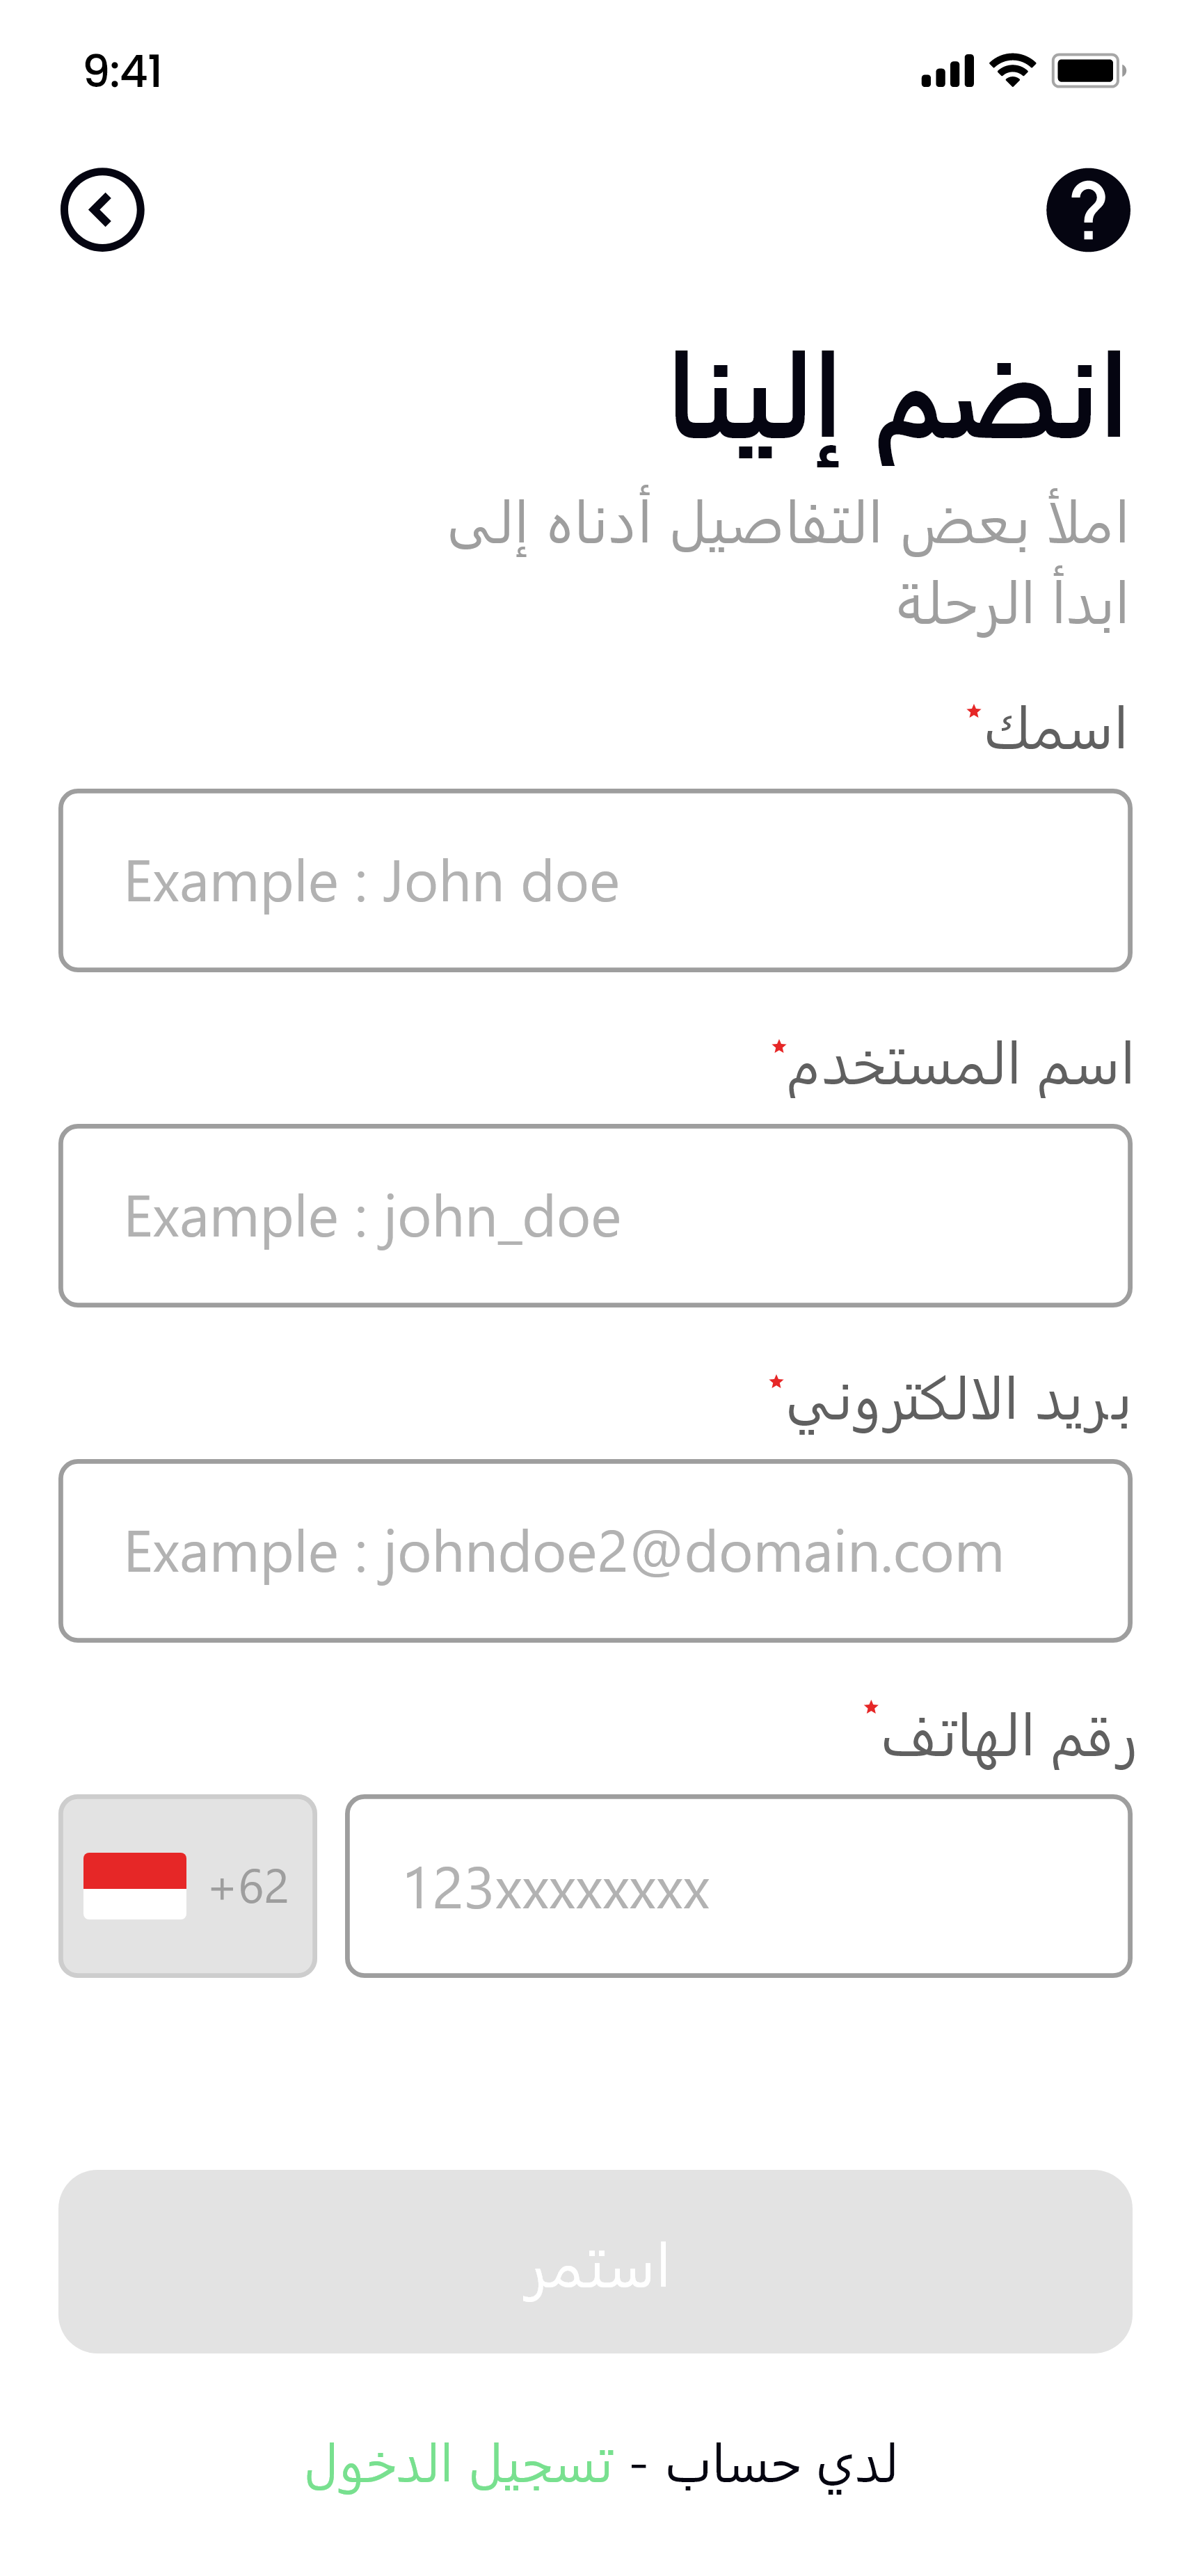 9:41
انضم إلينا
املأ بعض التفاصيل أدناه إلى
ابدأ الرحلة
اسمك*
Example : John doe
اسم المستخدم*
Example : john_doe
بريد الالكتروني*
Example : johndoe2@domain.com
رقم الهاتف*
+62
123xxxxxxxx
استمر
لدي حساب - تسجيل الدخول